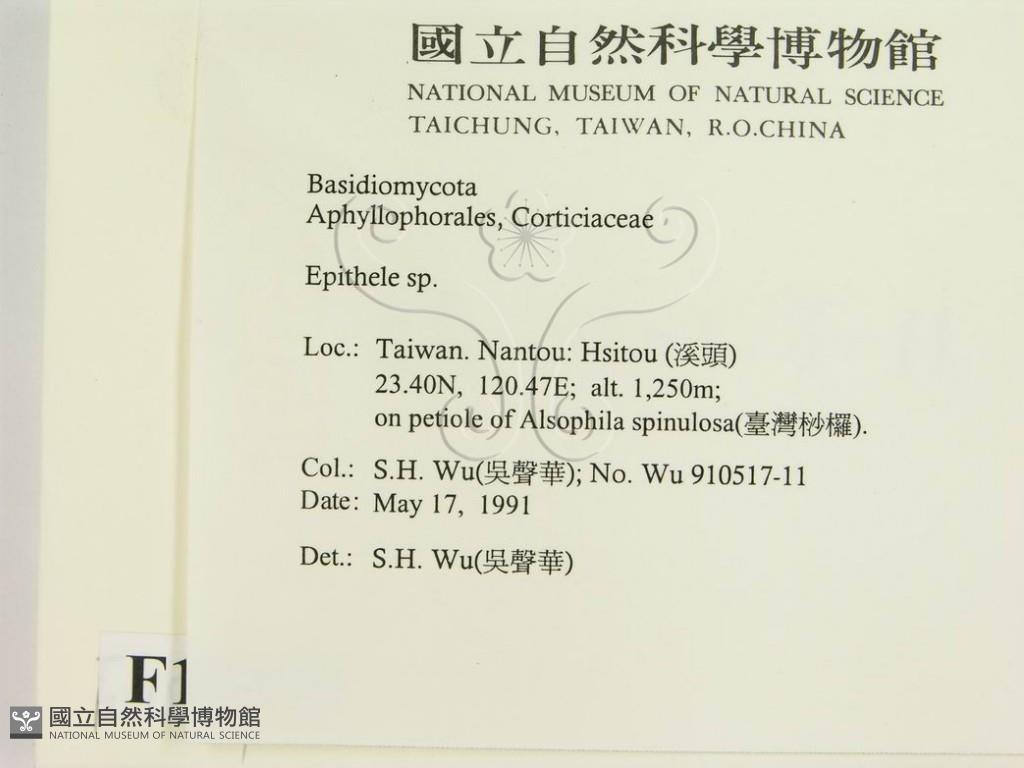 國立自然科學博物館
NATIONAL MUSEUM OF NATURAL SCIENCE
TAICHUNG, TAIWAN, R.O.CHINA
Basidiomycota
Aphyllophorales, Corticiaceae
Epithele sp.
Loc.: Taiwan. Nantou: Hsitou (溪頭)
23.40N, 120.47E; alt. 1,250m;
on petiole of Alsophila spinulosa(臺灣桫欏).
Col.: S.H. Wu(吳聲華); No. Wu 910517-11
Date: May 17, 1991
Det.: S.H. Wu(吳聲華)
F1
國立自然科學博物館
NATIONAL MUSEUM OF NATURAL SCIENCE